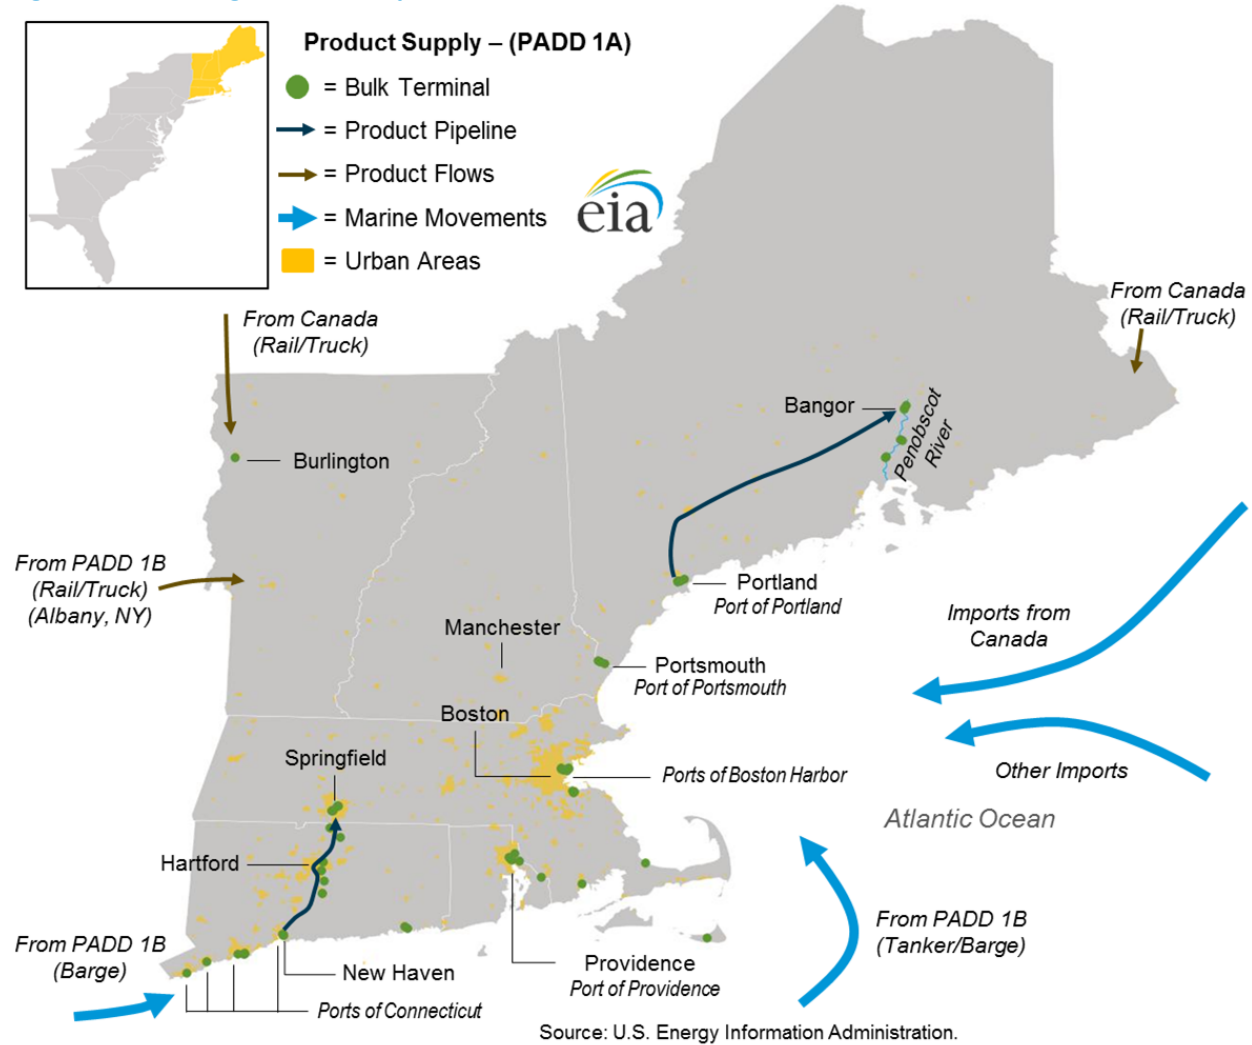 Product Supply – (PADD 1A)
= Bulk Terminal
= Product Pipeline
= Product Flows
= Marine Movements
= Urban Areas
eia
From Canada
(Rail/Truck)
From Canada
(Rail/Truck)
Bangor
Penobscot
River
Burlington
From PADD 1B
(Rail/Truck)
(Albany, NY)
Portland
Port of Portland
Imports from
Canada
Manchester
Portsmouth
Port of Portsmouth
Boston
Springfield
Ports of Boston Harbor
Other Imports
Atlantic Ocean
Hartford
From PADD 1B
(Tanker/Barge)
From PADD 1B
(Barge)
New Haven
Providence
Port of Providence
Ports of Connecticut
Source: U.S. Energy Information Administration.